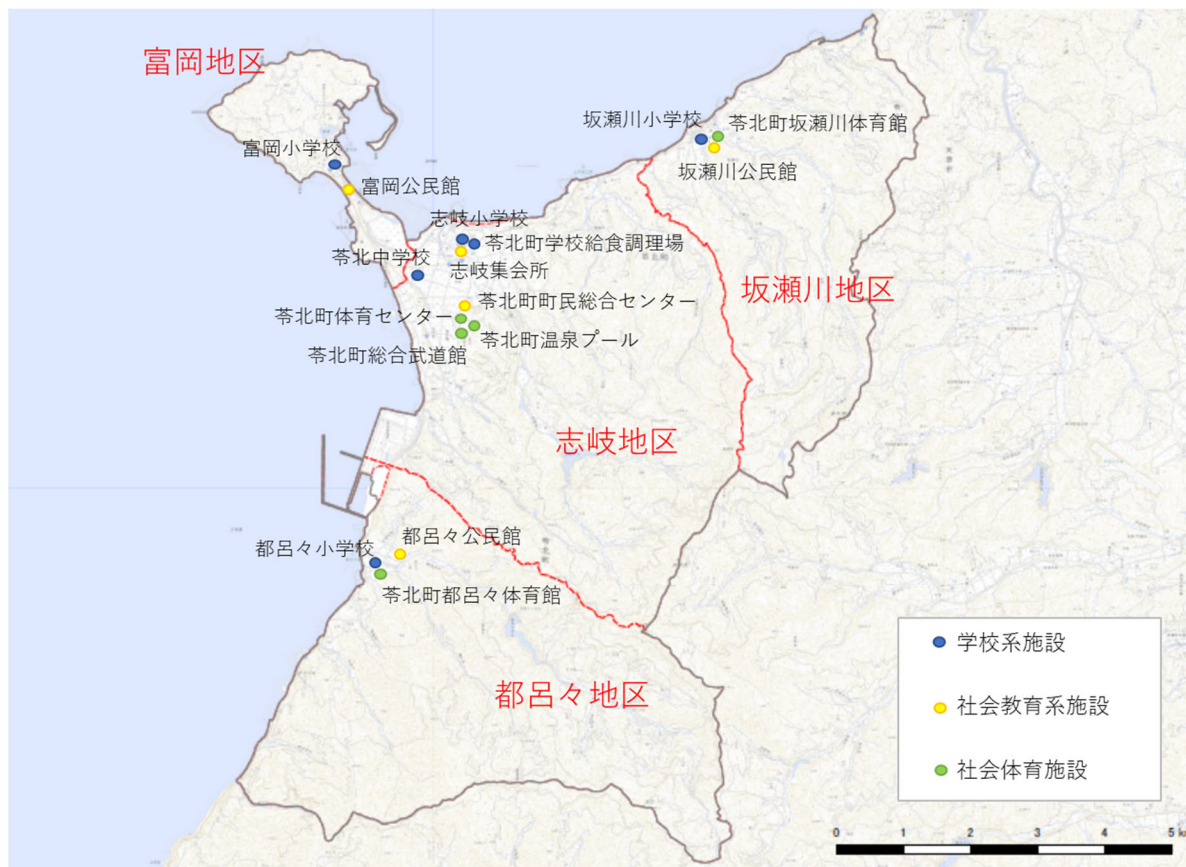 富岡地区
坂瀬川小学校
苓北町坂瀬川体育館
富岡小学校
坂瀬川公民館
富岡公民館
志岐小学校
苓北町学校給食調理場
苓北中学校
志岐集会所
坂瀬川地区
苓北町町民総合センター
苓北町体育センター
苓北町温泉プール
苓北町総合武道館
志岐地区
都呂々公民館
都呂々小学校
苓北町都呂々体育館
学校系施設
都呂々地区
社会教育系施設
社会体育施設
0 1 2 3 4 5